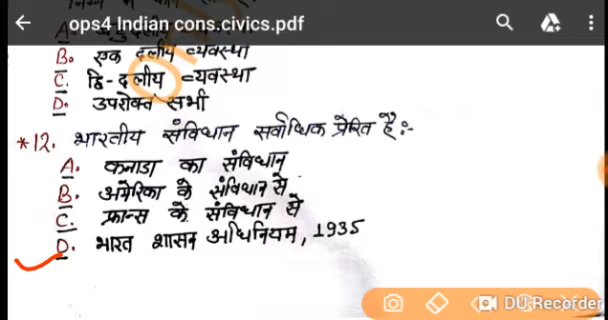 ops4 Indian cons.civics.pdf
B. एक दलीय व्यवस्था
C. द्वि-दलीय व्यवस्था
D. उपरोक्त सभी
*12. भारतीय संविधान सर्वाधिक प्रेरित है:-
A. कनाडा का संविधान
B. अमेरिका के संविधान से
C. फ्रान्स के संविधान से
D. भारत शासन अधिनियम, 1935
DU Recorder